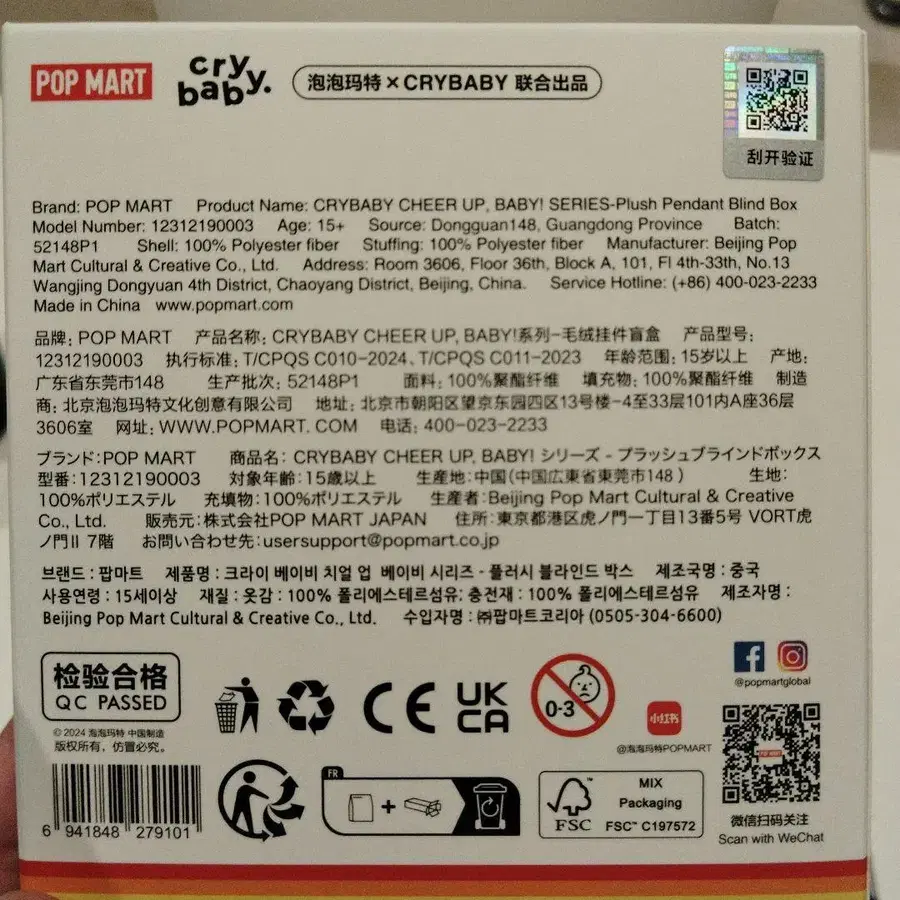 POP MART
cry baby.
泡泡玛特×CRYBABY 联合出品
刮开验证
Brand: POP MART Product Name: CRYBABY CHEER UP, BABY! SERIES-Plush Pendant Blind Box
Model Number: 12312190003 Age: 15+ Source: Dongguan148, Guangdong Province Batch:
52148P1 Shell: 100% Polyester fiber Stuffing: 100% Polyester fiber Manufacturer: Beijing Pop
Mart Cultural & Creative Co., Ltd. Address: Room 3606, Floor 36th, Block A, 101, Fl 4th-33th, No.13
Wangjing Dongyuan 4th District, Chaoyang District, Beijing, China. Service Hotline: (+86) 400-023-2233
Made in China www.popmart.com
品牌: POP MART 产品名称: CRYBABY CHEER UP, BABY!系列-毛绒挂件盲盒 产品型号:
12312190003 执行标准: T/CPQS C010-2024、T/CPQS C011-2023 年龄范围: 15岁以上 产地:
广东省东莞市148 生产批次: 52148P1 面料: 100%聚酯纤维 填充物: 100%聚酯纤维 制造
商: 北京泡泡玛特文化创意有限公司 地址: 北京市朝阳区望京东园四区13号楼-4至33层101内A座36层
3606室 网址: WWW.POPMART. COM 电话: 400-023-2233
ブランド:POP MART 商品名: CRYBABY CHEER UP, BABY! シリーズ - プラッシュブラインドボックス
型番:12312190003 対象年齢:15歳以上 生産地:中国(中国広東省東莞市148 ) 生地:
100%ポリエステル 充填物:100%ポリエステル 生産者:Beijing Pop Mart Cultural & Creative
Co., Ltd. 販売元:株式会社POP MART JAPAN 住所:東京都港区虎ノ門一丁目13番5号 VORT虎
ノ門Ⅱ 7階 お問い合わせ先:usersupport@popmart.co.jp
브랜드 : 팝마트 제품명 : 크라이 베이비 치얼 업 베이비 시리즈 - 플러시 블라인드 박스 제조국명 : 중국
사용연령 : 15세이상 재질 : 옷감 : 100% 폴리에스테르섬유; 충전재 : 100% 폴리에스테르섬유 제조자명 :
Beijing Pop Mart Cultural & Creative Co., Ltd. 수입자명 : ㈜팝마트코리아 (0505-304-6600)
检验合格
QC PASSED
CE
UK
CA
0-3
小红书
@泡泡玛特POPMART
@popmartglobal
© 2024 泡泡玛特 中国制造
版权所有，仿冒必究。
6 941848 279101
FR
+
FSC™
MIX
Packaging
FSC™ C197572
POP MART
微信扫码关注
Scan with WeChat